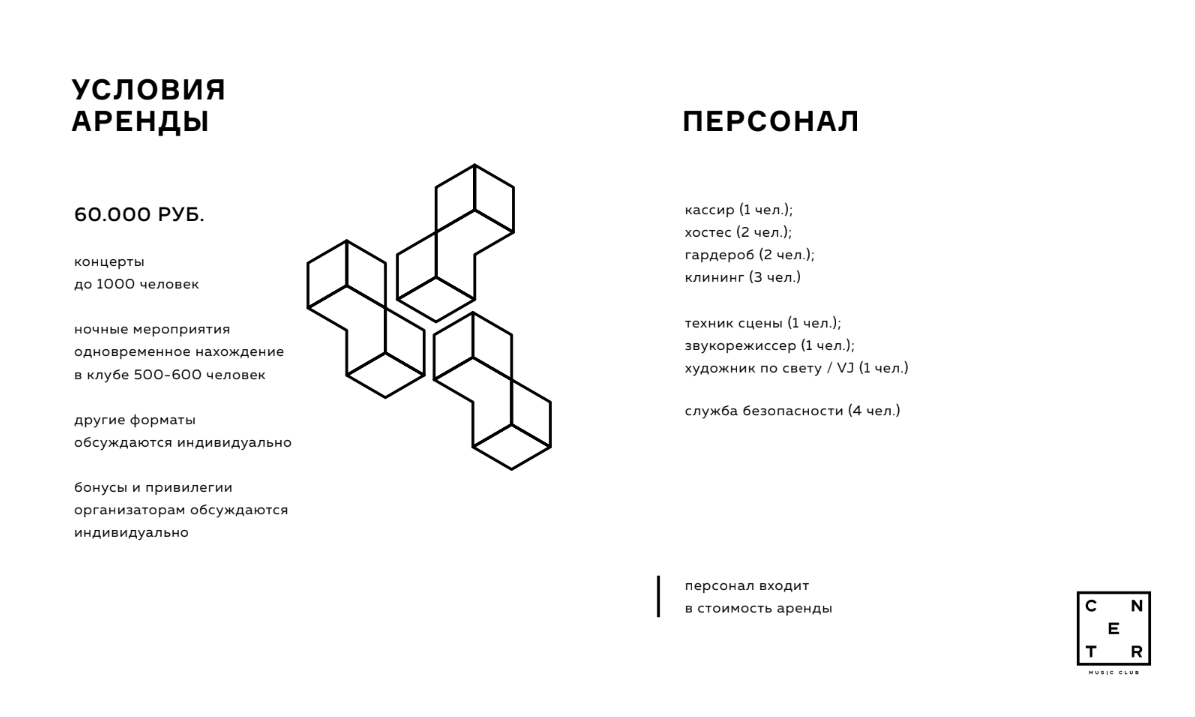 УСЛОВИЯ
АРЕНДЫ
60.000 РУБ.
концерты
до 1000 человек
ночные мероприятия
одновременное нахождение
в клубе 500-600 человек
другие форматы
обсуждаются индивидуально
бонусы и привилегии
организаторам обсуждаются
индивидуально
ПЕРСОНАЛ
кассир (1 чел.);
хостес (2 чел.);
гардероб (2 чел.);
клининг (3 чел.)
техник сцены (1 чел.);
звукорежиссер (1 чел.);
художник по свету / VJ (1 чел.)
служба безопасности (4 чел.)
персонал входит
в стоимость аренды
C N
E
T R
MUSIC CLUB